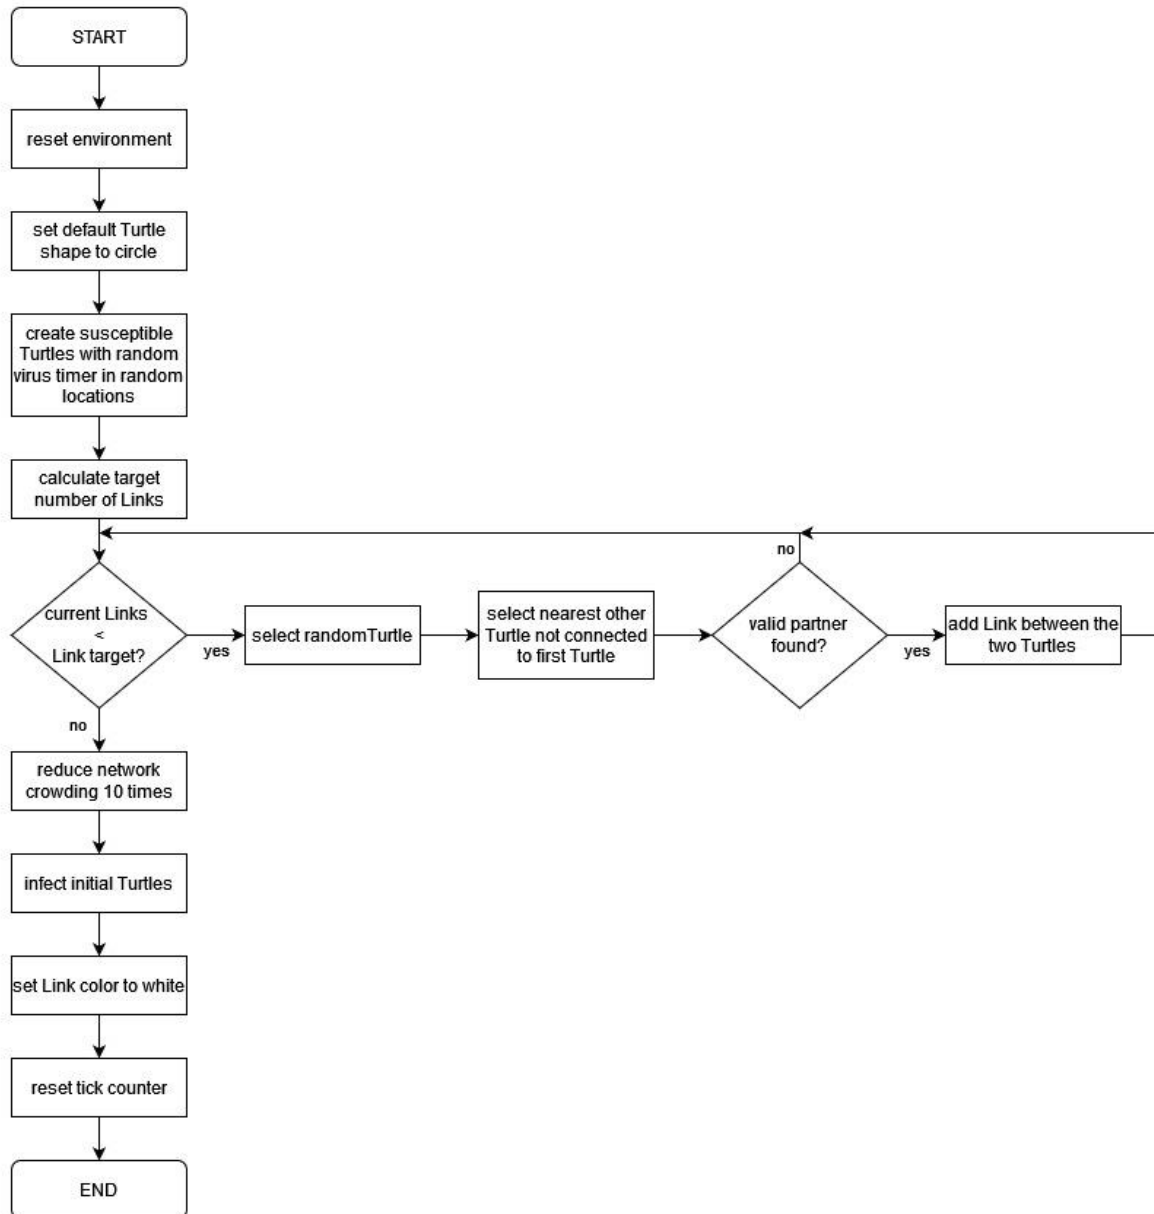 START
reset environment
set default Turtle
shape to circle
create susceptible
Turtles with random
virus timer in random
locations
calculate target
number of Links
current Links
<
Link target?
yes
select randomTurtle
select nearest other
Turtle not connected
to first Turtle
valid partner
found?
no
yes
add Link between the
two Turtles
no
reduce network
crowding 10 times
infect initial Turtles
set Link color to white
reset tick counter
END